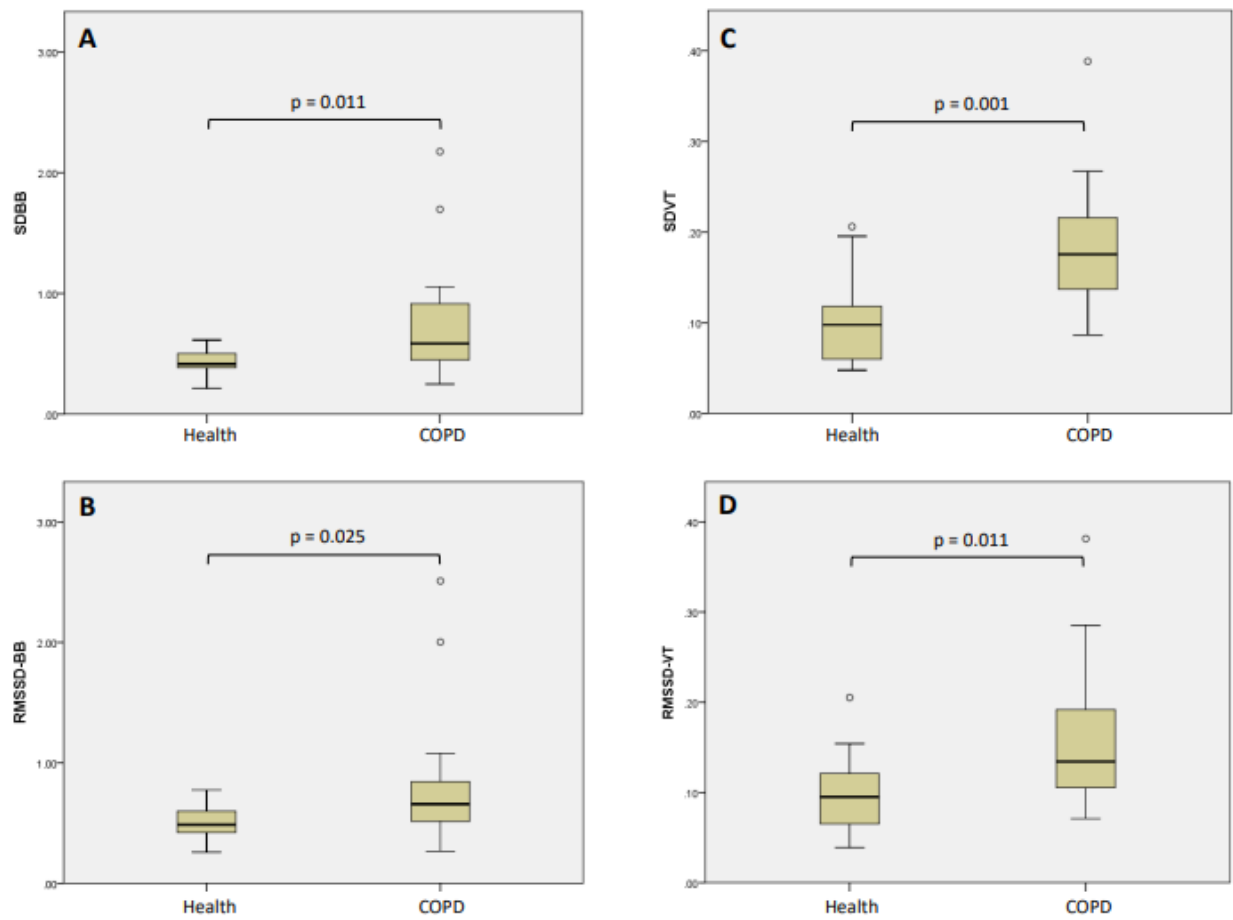 A
3.00
p = 0.011
2.00
SDBB
1.00
.00
Health
COPD
C
.40
p = 0.001
.30
SDVT
.20
.10
.00
Health
COPD
B
3.00
p = 0.025
2.00
RMSSD-BB
1.00
.00
Health
COPD
D
.40
p = 0.011
.30
RMSSD-VT
.20
.10
.00
Health
COPD